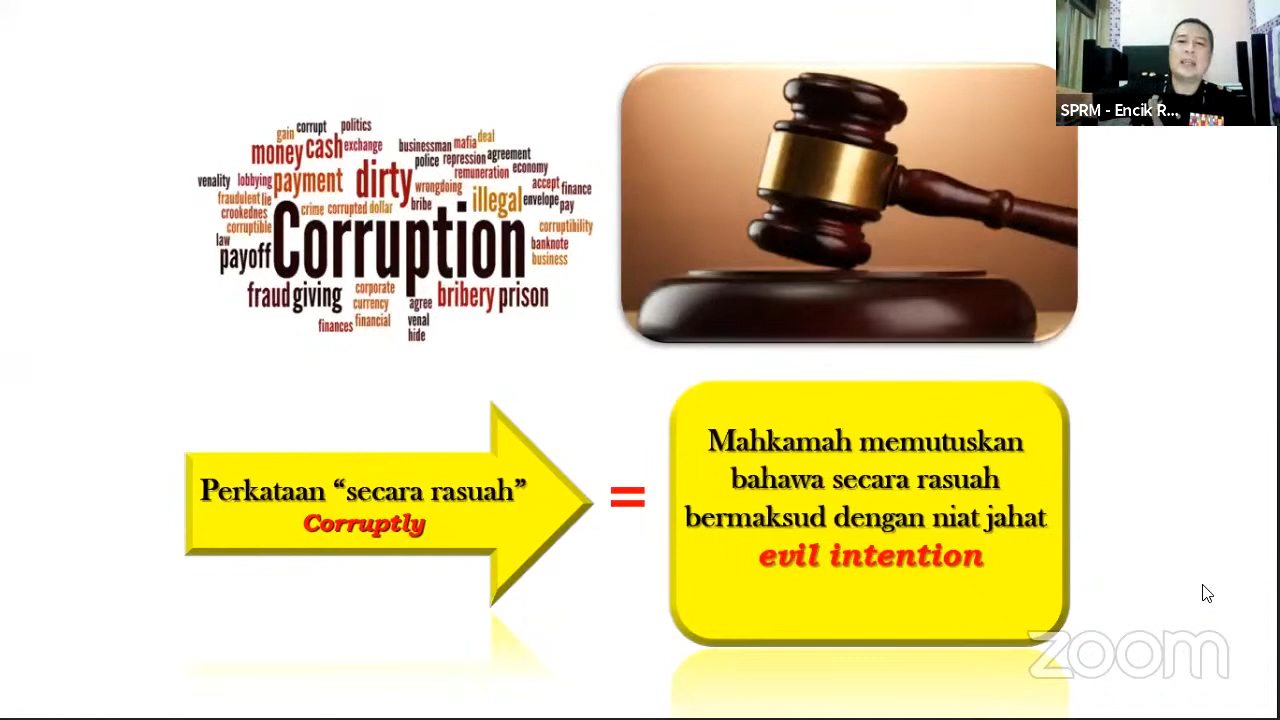 SPRM - Encik R...
gain corrupt politics
money cash exchange
businessman mafia deal
police repression agreement
venality lobbying payment dirty wrongdoing remuneration economy
fraudulent lie illegal accept finance
crookednes crime corrupted dollar bribe envelope pay
corruptible corruptibility
law Corruption banknote
payoff business
fraud giving corporate bribery prison
currency agree
finances financial venal
hide
Perkataan “secara rasuah”
Corruptly
=
Mahkamah memutuskan
bahawa secara rasuah
bermaksud dengan niat jahat
evil intention
zoom